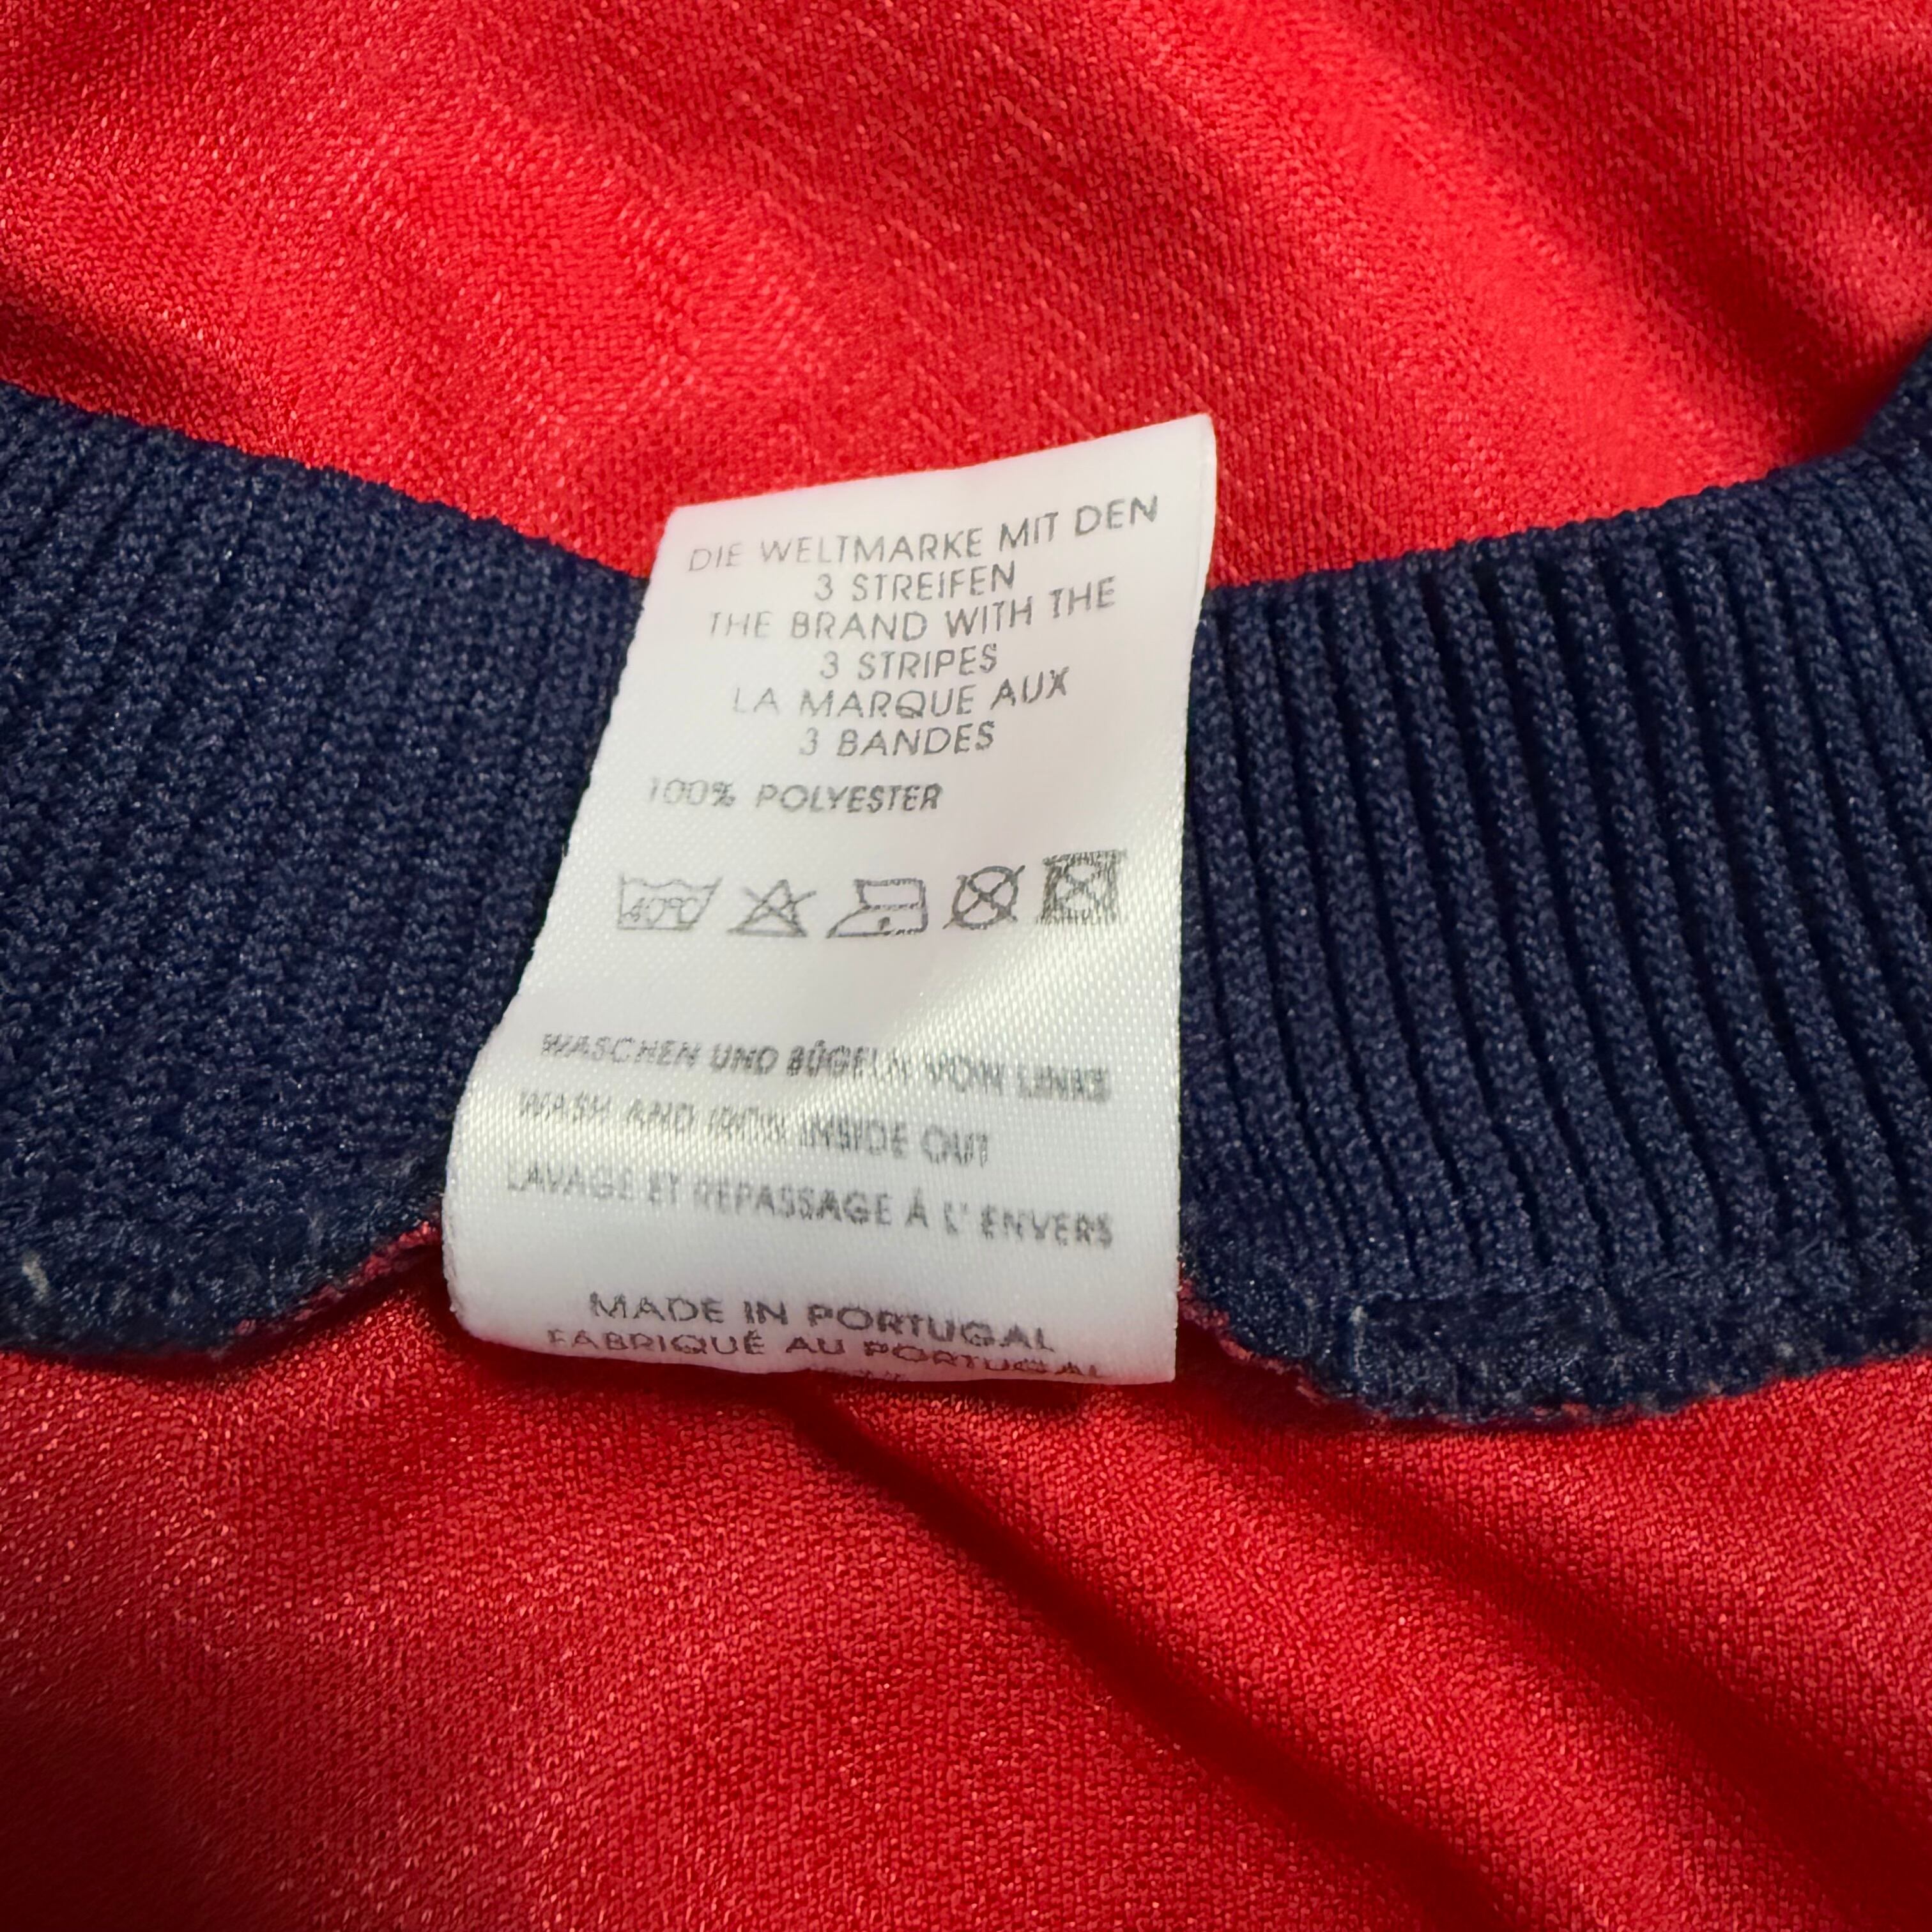 DIE WELTMARKE MIT DEN
3 STREIFEN
THE BRAND WITH THE
3 STRIPES
LA MARQUE AUX
3 BANDES
100% POLYESTER
40°C
WASCHEN UND BÜGELN VON LINKS
WASH AND IRON INSIDE OUT
LAVAGE ET REPASSAGE À L' ENVERS
MADE IN PORTUGAL
FABRIQUÉ AU PORTUGAL